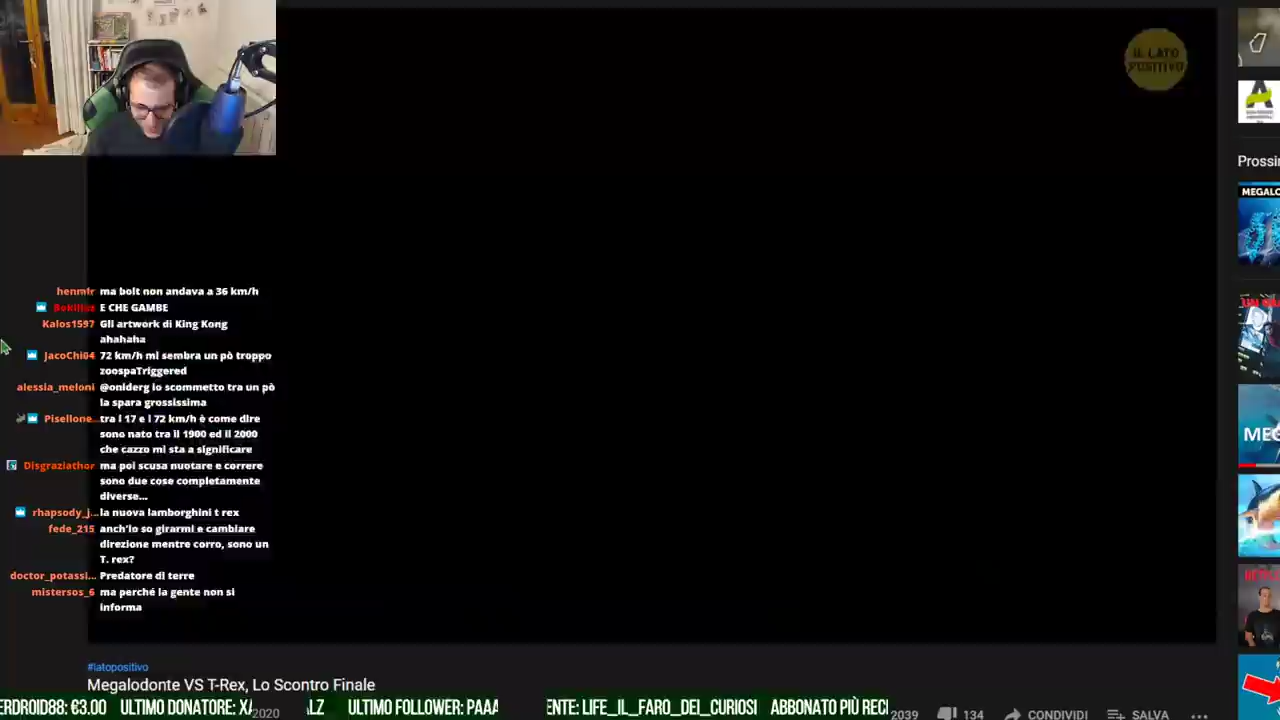 IL LATO
POSITIVO
Prossim
MEGALO
MEG
henmfr ma bolt non andava a 36 km/h
E CHE GAMBE
Kalos1597 Gli artwork di King Kong
ahahaha
JacoChi04 72 km/h mi sembra un pò troppo
zoospaTriggered
alessia_meloni @oniderg lo scommetto tra un pò
la spara grossissima
Pisellone... tra i 17 e i 72 km/h è come dire
sono nato tra il 1900 ed il 2000
che cazzo mi sta a significare
Disgraziathor ma poi scusa nuotare e correre
sono due cose completamente
diverse...
rhapsody_j... la nuova lamborghini t rex
fede_215 anch'io so girarmi e cambiare
direzione mentre corro, sono un
T. rex?
doctor_potassi... Predatore di terre
mistersos_6 ma perché la gente non si
informa
#latopositivo
Megalodonte VS T-Rex, Lo Scontro Finale
ERDROID88: €3.00 ULTIMO DONATORE: XA LZ ULTIMO FOLLOWER: PAAA ENTE: LIFE_IL_FARO_DEI_CURIOSI ABBONATO PIÙ RECI
2020 2039 134 CONDIVIDI SALVA